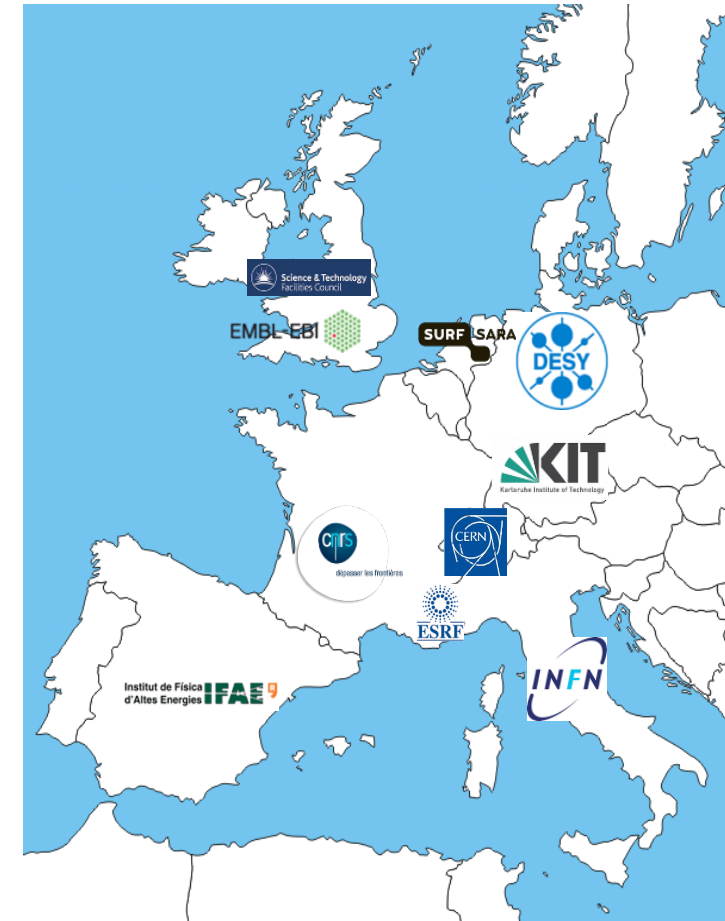 Science & Technology
Facilities Council
EMBL-EBI
SURF SARA
DESY
KIT
Karlsruhe Institute of Technology
CERN
cnrs
dépasser les frontières
ESRF
INFN
Institut de Física
d'Altes Energies IFAE